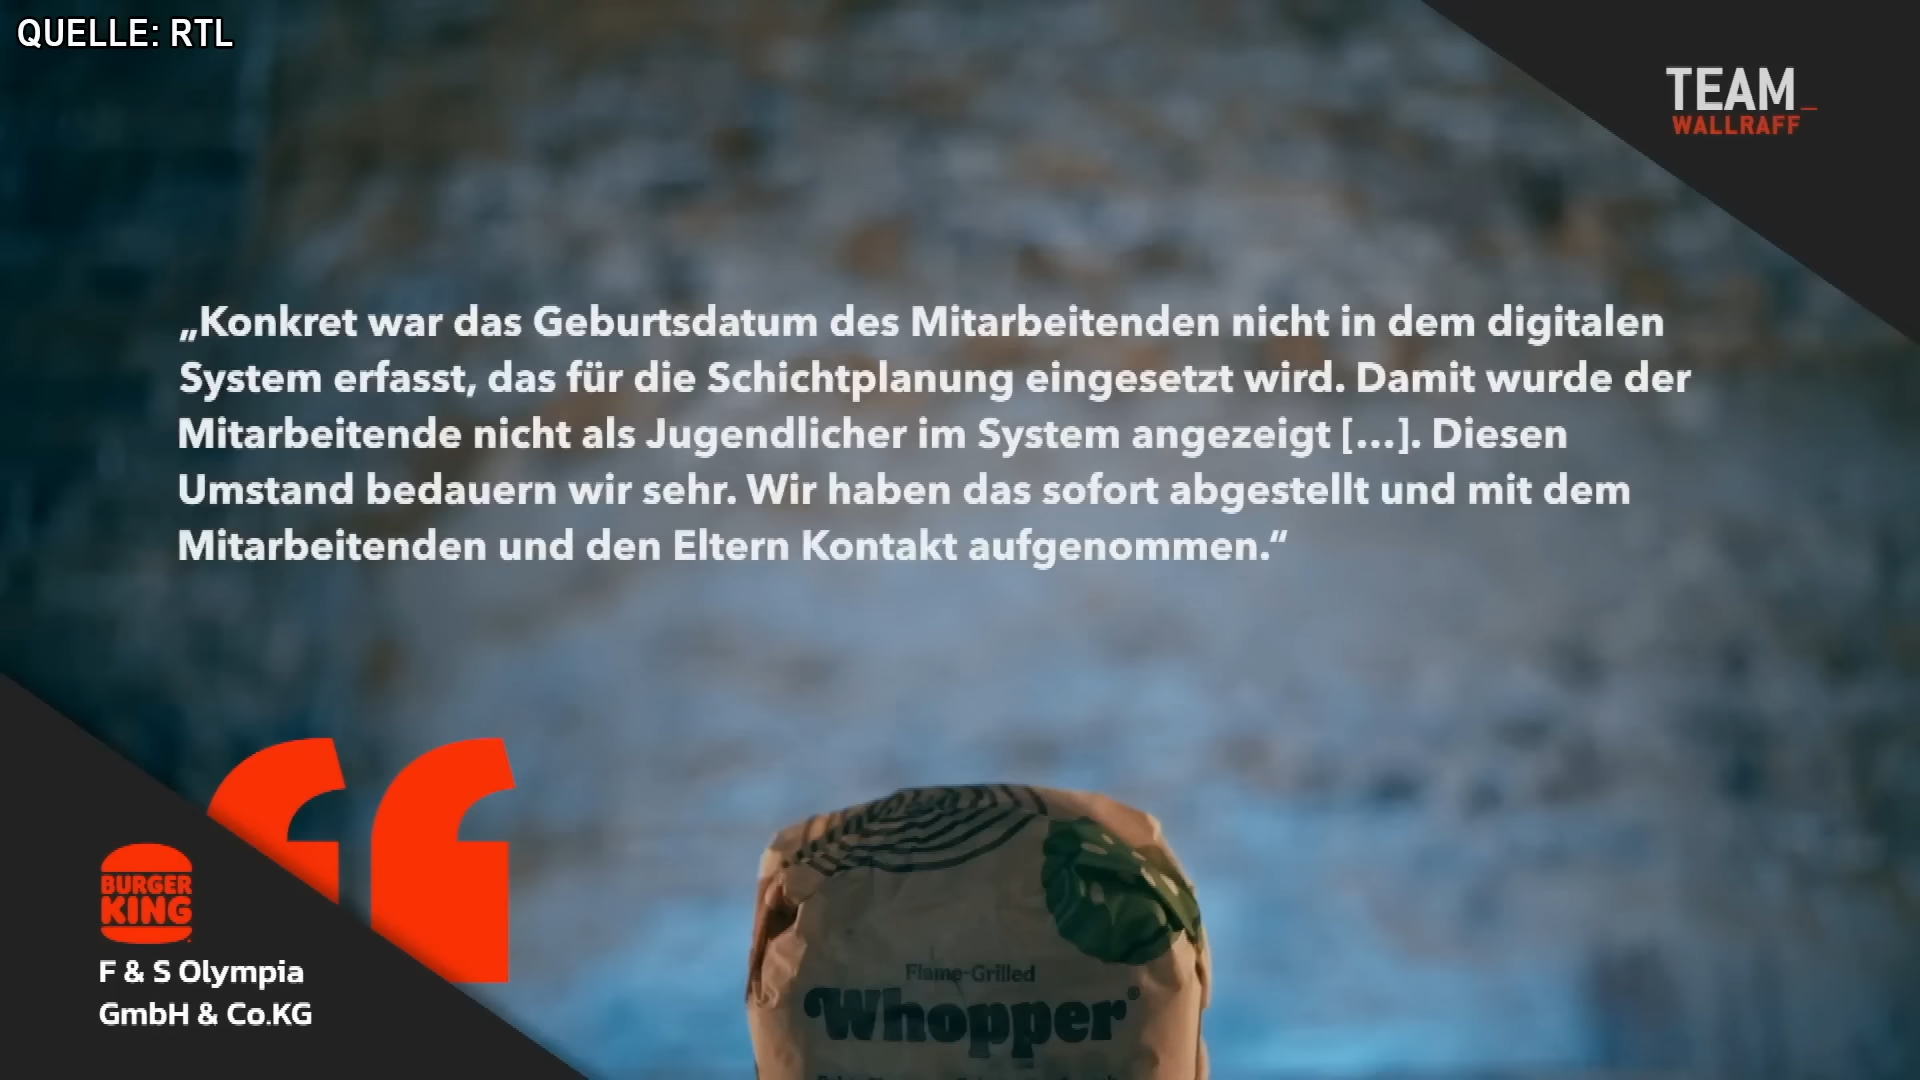 QUELLE: RTL
TEAM_
WALLRAFF
„Konkret war das Geburtsdatum des Mitarbeitenden nicht in dem digitalen
System erfasst, das für die Schichtplanung eingesetzt wird. Damit wurde der
Mitarbeitende nicht als Jugendlicher im System angezeigt [...]. Diesen
Umstand bedauern wir sehr. Wir haben das sofort abgestellt und mit dem
Mitarbeitenden und den Eltern Kontakt aufgenommen.“
BURGER
KING
F & S Olympia
GmbH & Co.KG
Flame-Grilled
Whopper®